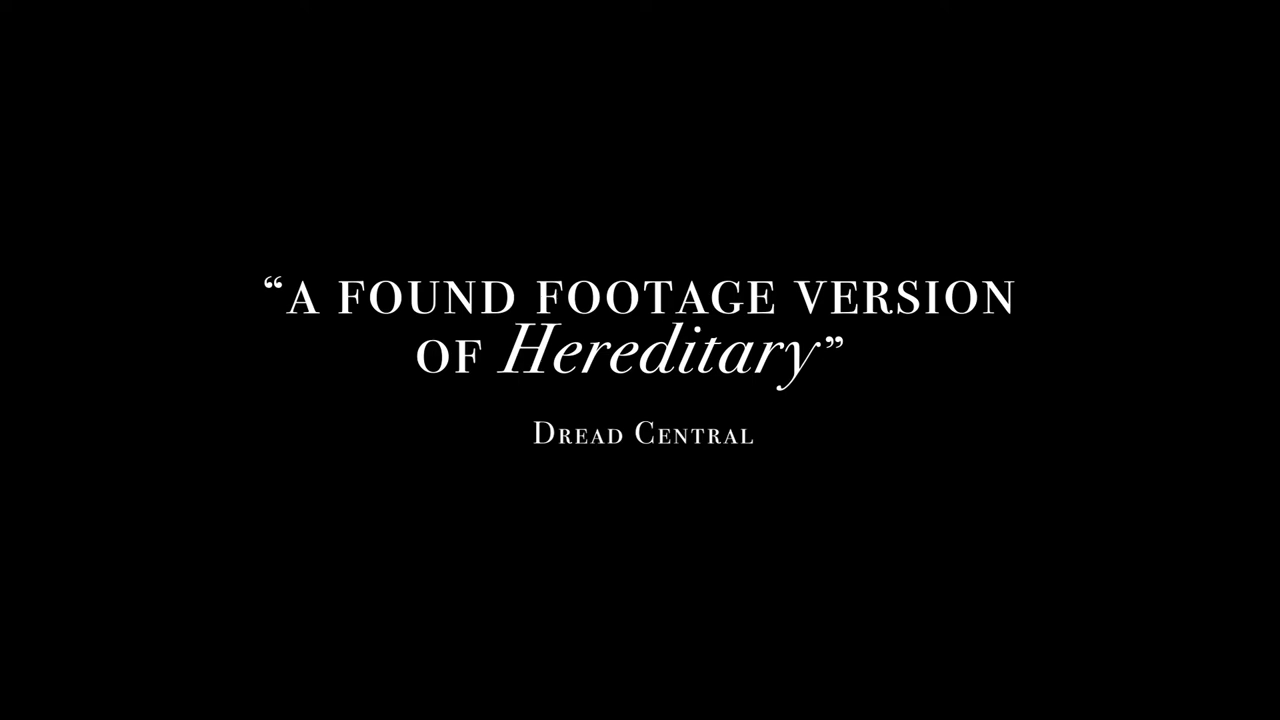 “A FOUND FOOTAGE VERSION
OF Hereditary”
DREAD CENTRAL